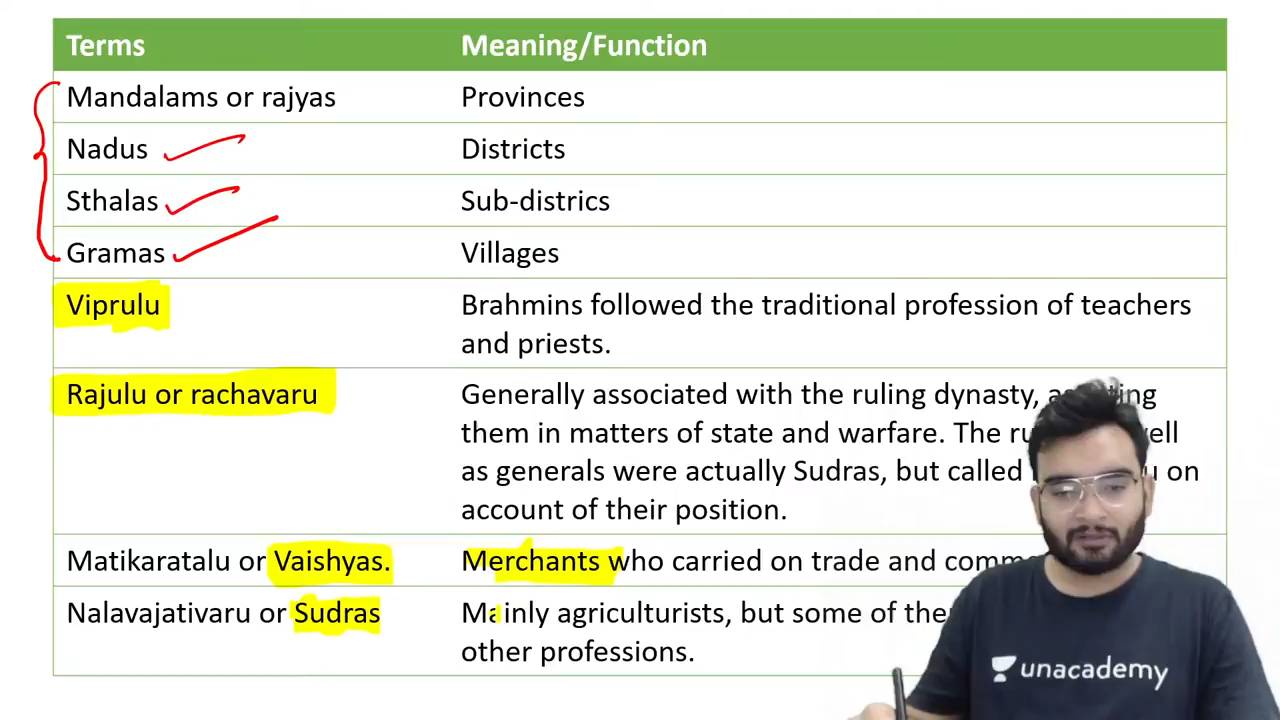 Terms Meaning/Function
Mandalams or rajyas Provinces
Nadus Districts
Sthalas Sub-districs
Gramas Villages
Viprulu Brahmins followed the traditional profession of teachers
and priests.
Rajulu or rachavaru Generally associated with the ruling dynasty,
them in matters of state and warfare. The
as generals were actually Sudras, but called on
account of their position.
Matikaratalu or Vaishyas. Merchants who carried on trade and
Nalavajativaru or Sudras Mainly agriculturists, but some of
other professions.
unacademy